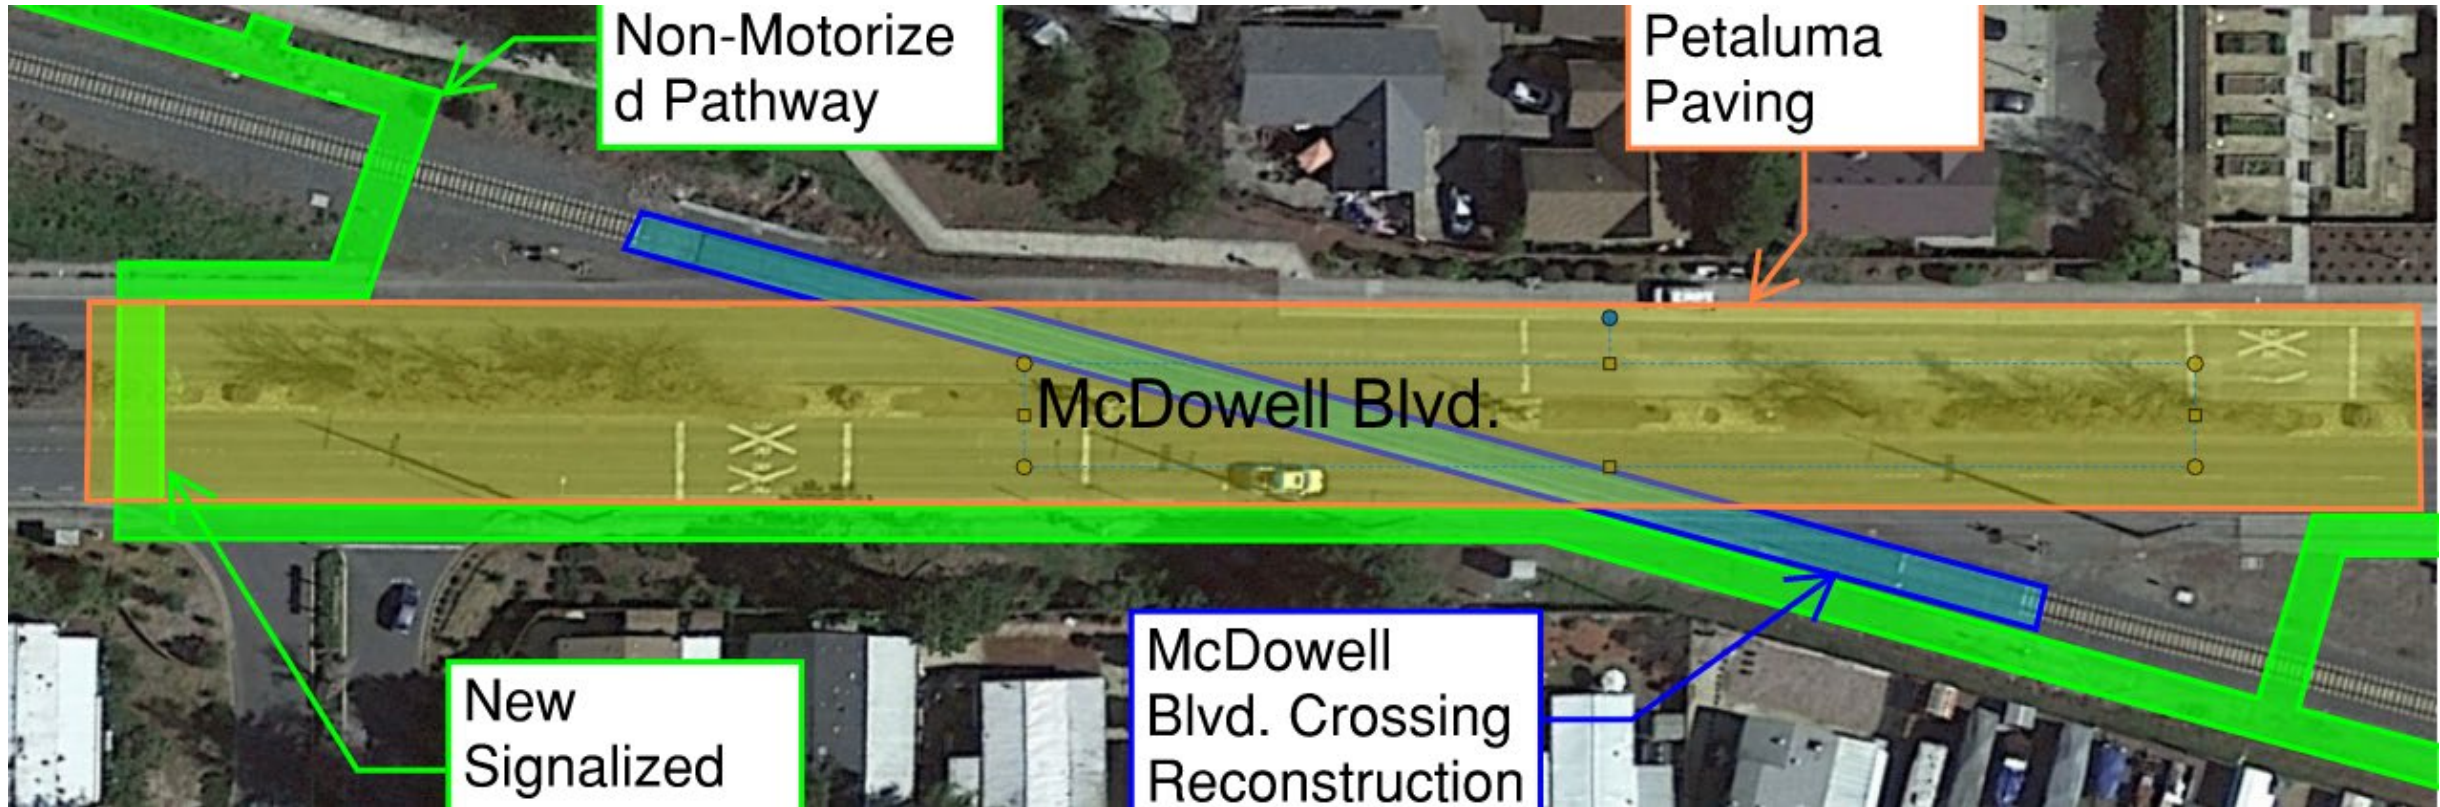 Non-Motorize
d Pathway
Petaluma
Paving
McDowell Blvd.
New
Signalized
McDowell
Blvd. Crossing
Reconstruction